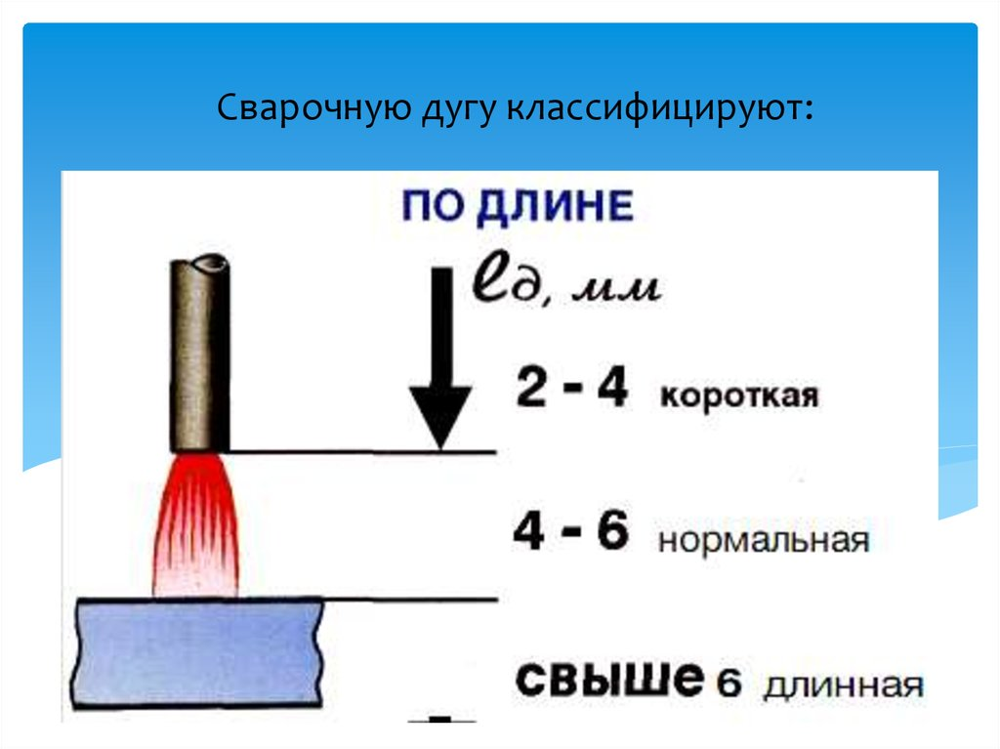 Сварочную дугу классифицируют:
ПО ДЛИНЕ
ℓд, мм
2 - 4 короткая
4 - 6 нормальная
свыше 6 длинная